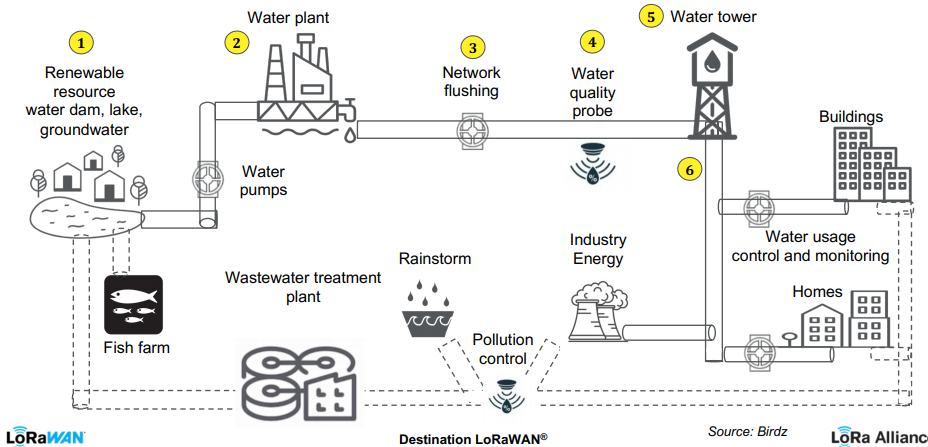 1
Renewable
resource
water dam, lake,
groundwater
2
Water plant
Water
pumps
3
Network
flushing
4
Water
quality
probe
5
Water tower
6
Buildings
Water usage
control and monitoring
Homes
Industry
Energy
Rainstorm
Pollution
control
Wastewater treatment
plant
Fish farm
%
%
LoRaWAN
Destination LoRaWAN®
Source: Birdz
LoRa Allianc